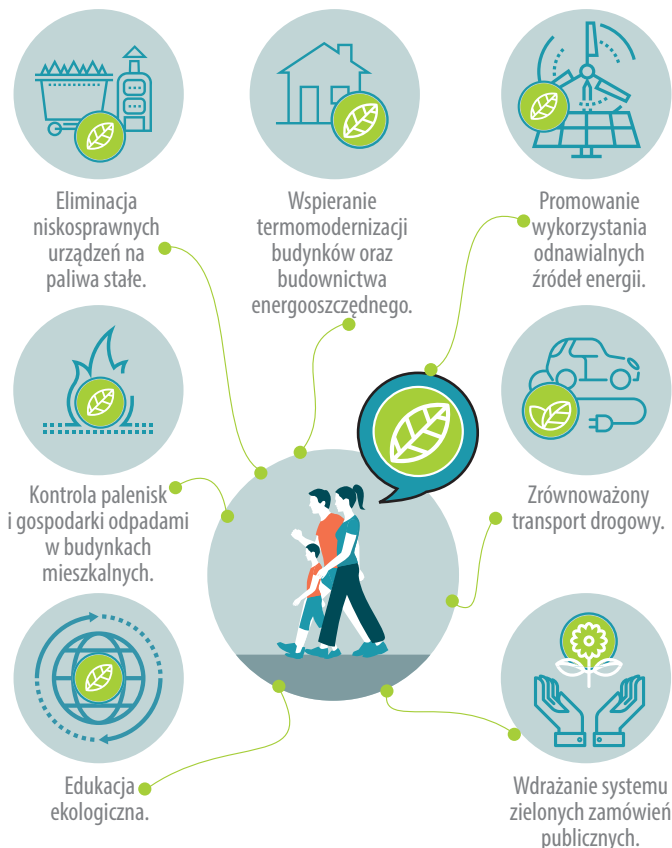 Eliminacja
niskosprawnych
urządzeń na
paliwa stałe.
Wspieranie
termomodernizacji
budynków oraz
budownictwa
energooszczędnego.
Promowanie
wykorzystania
odnawialnych
źródeł energii.
Kontrola palenisk
i gospodarki odpadami
w budynkach
mieszkalnych.
Zrównoważony
transport drogowy.
Edukacja
ekologiczna.
Wdrażanie systemu
zielonych zamówień
publicznych.